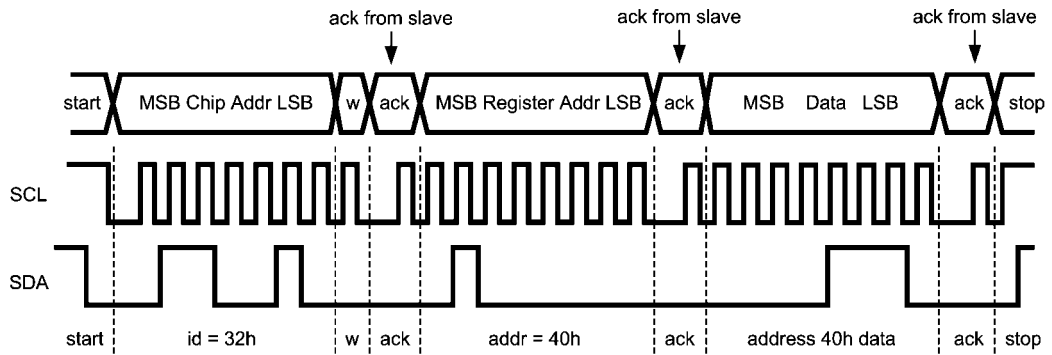 ack from slave ack from slave ack from slave
start MSB Chip Addr LSB w ack MSB Register Addr LSB ack MSB Data LSB ack stop
SCL
SDA
start id = 32h w ack addr = 40h ack address 40h data ack stop